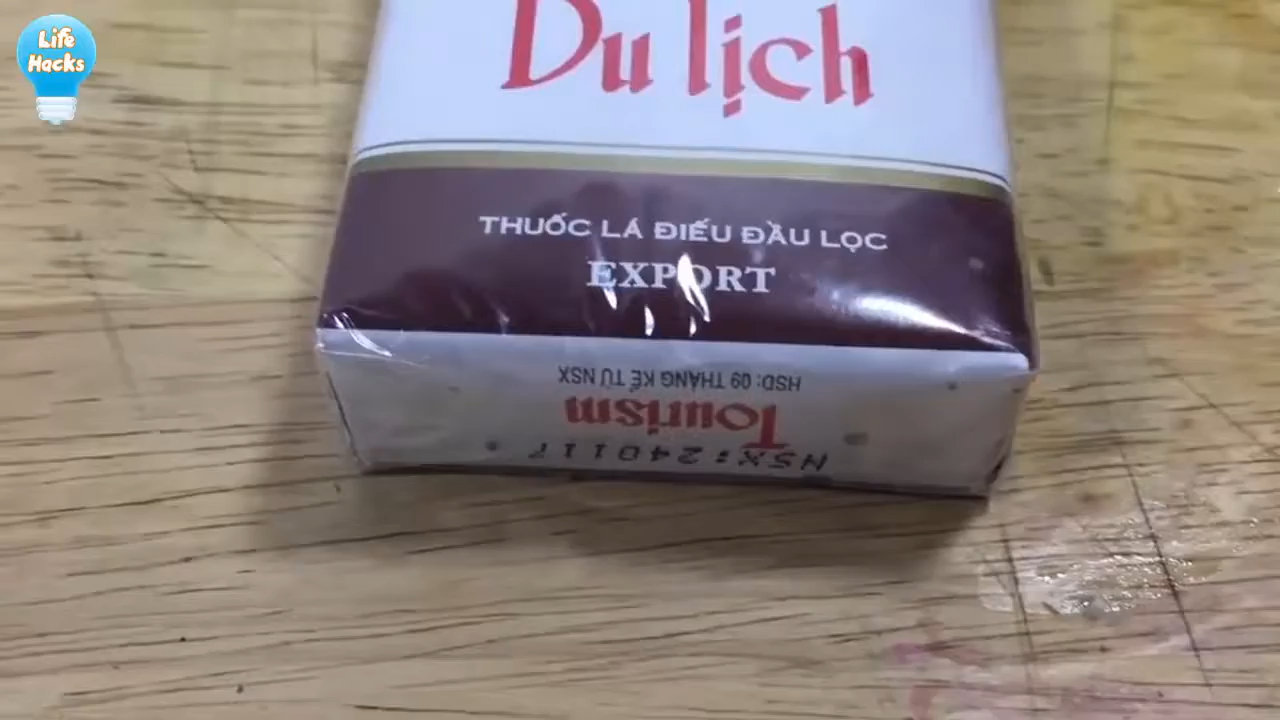 Life
Hacks
Du lịch
THUỐC LÁ ĐIẾU ĐẦU LỌC
EXPORT
HSD: 09 THÁNG KỂ TỪ NSX
Tourism
NSX:240117